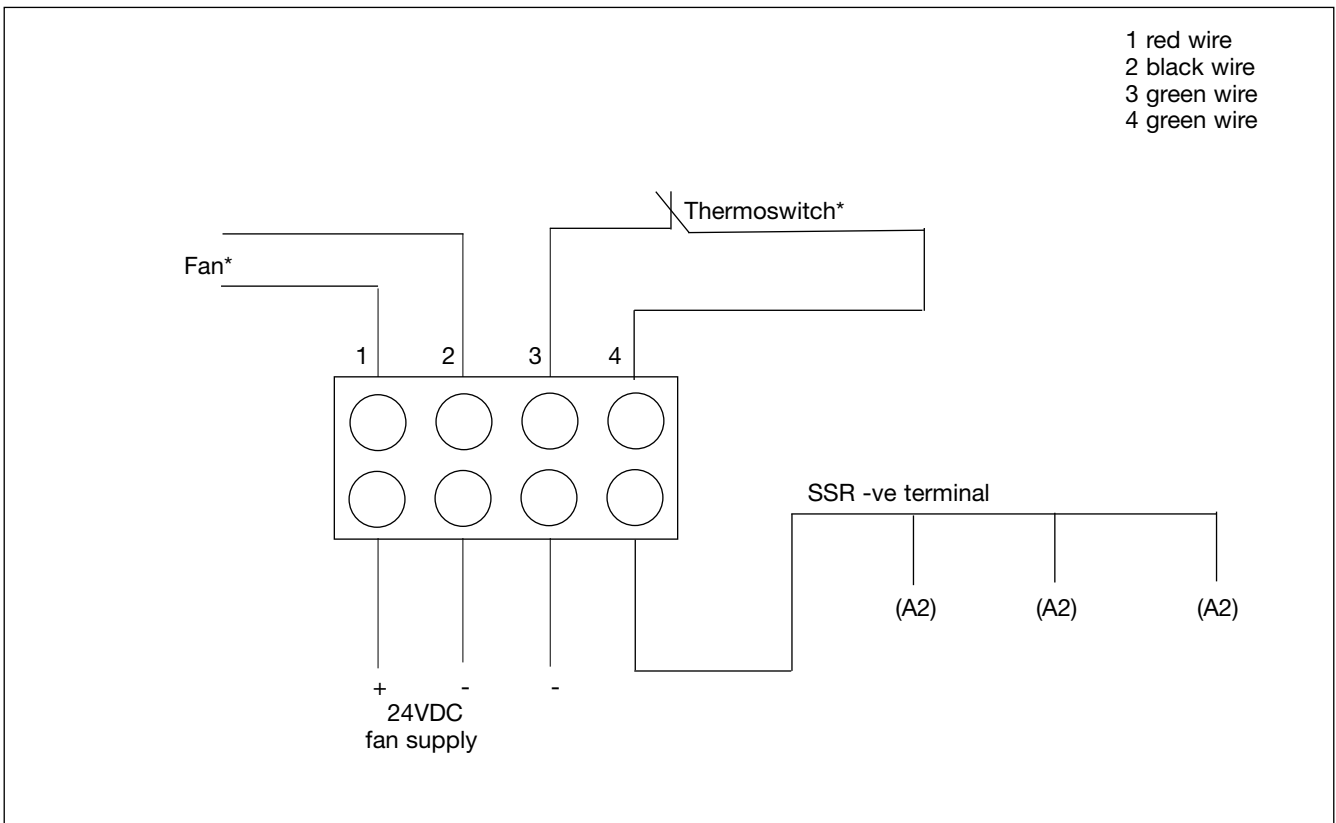 1 red wire
2 black wire
3 green wire
4 green wire
Thermoswitch*
Fan*
1 2 3 4
SSR -ve terminal
(A2) (A2) (A2)
+ - -
24VDC
fan supply